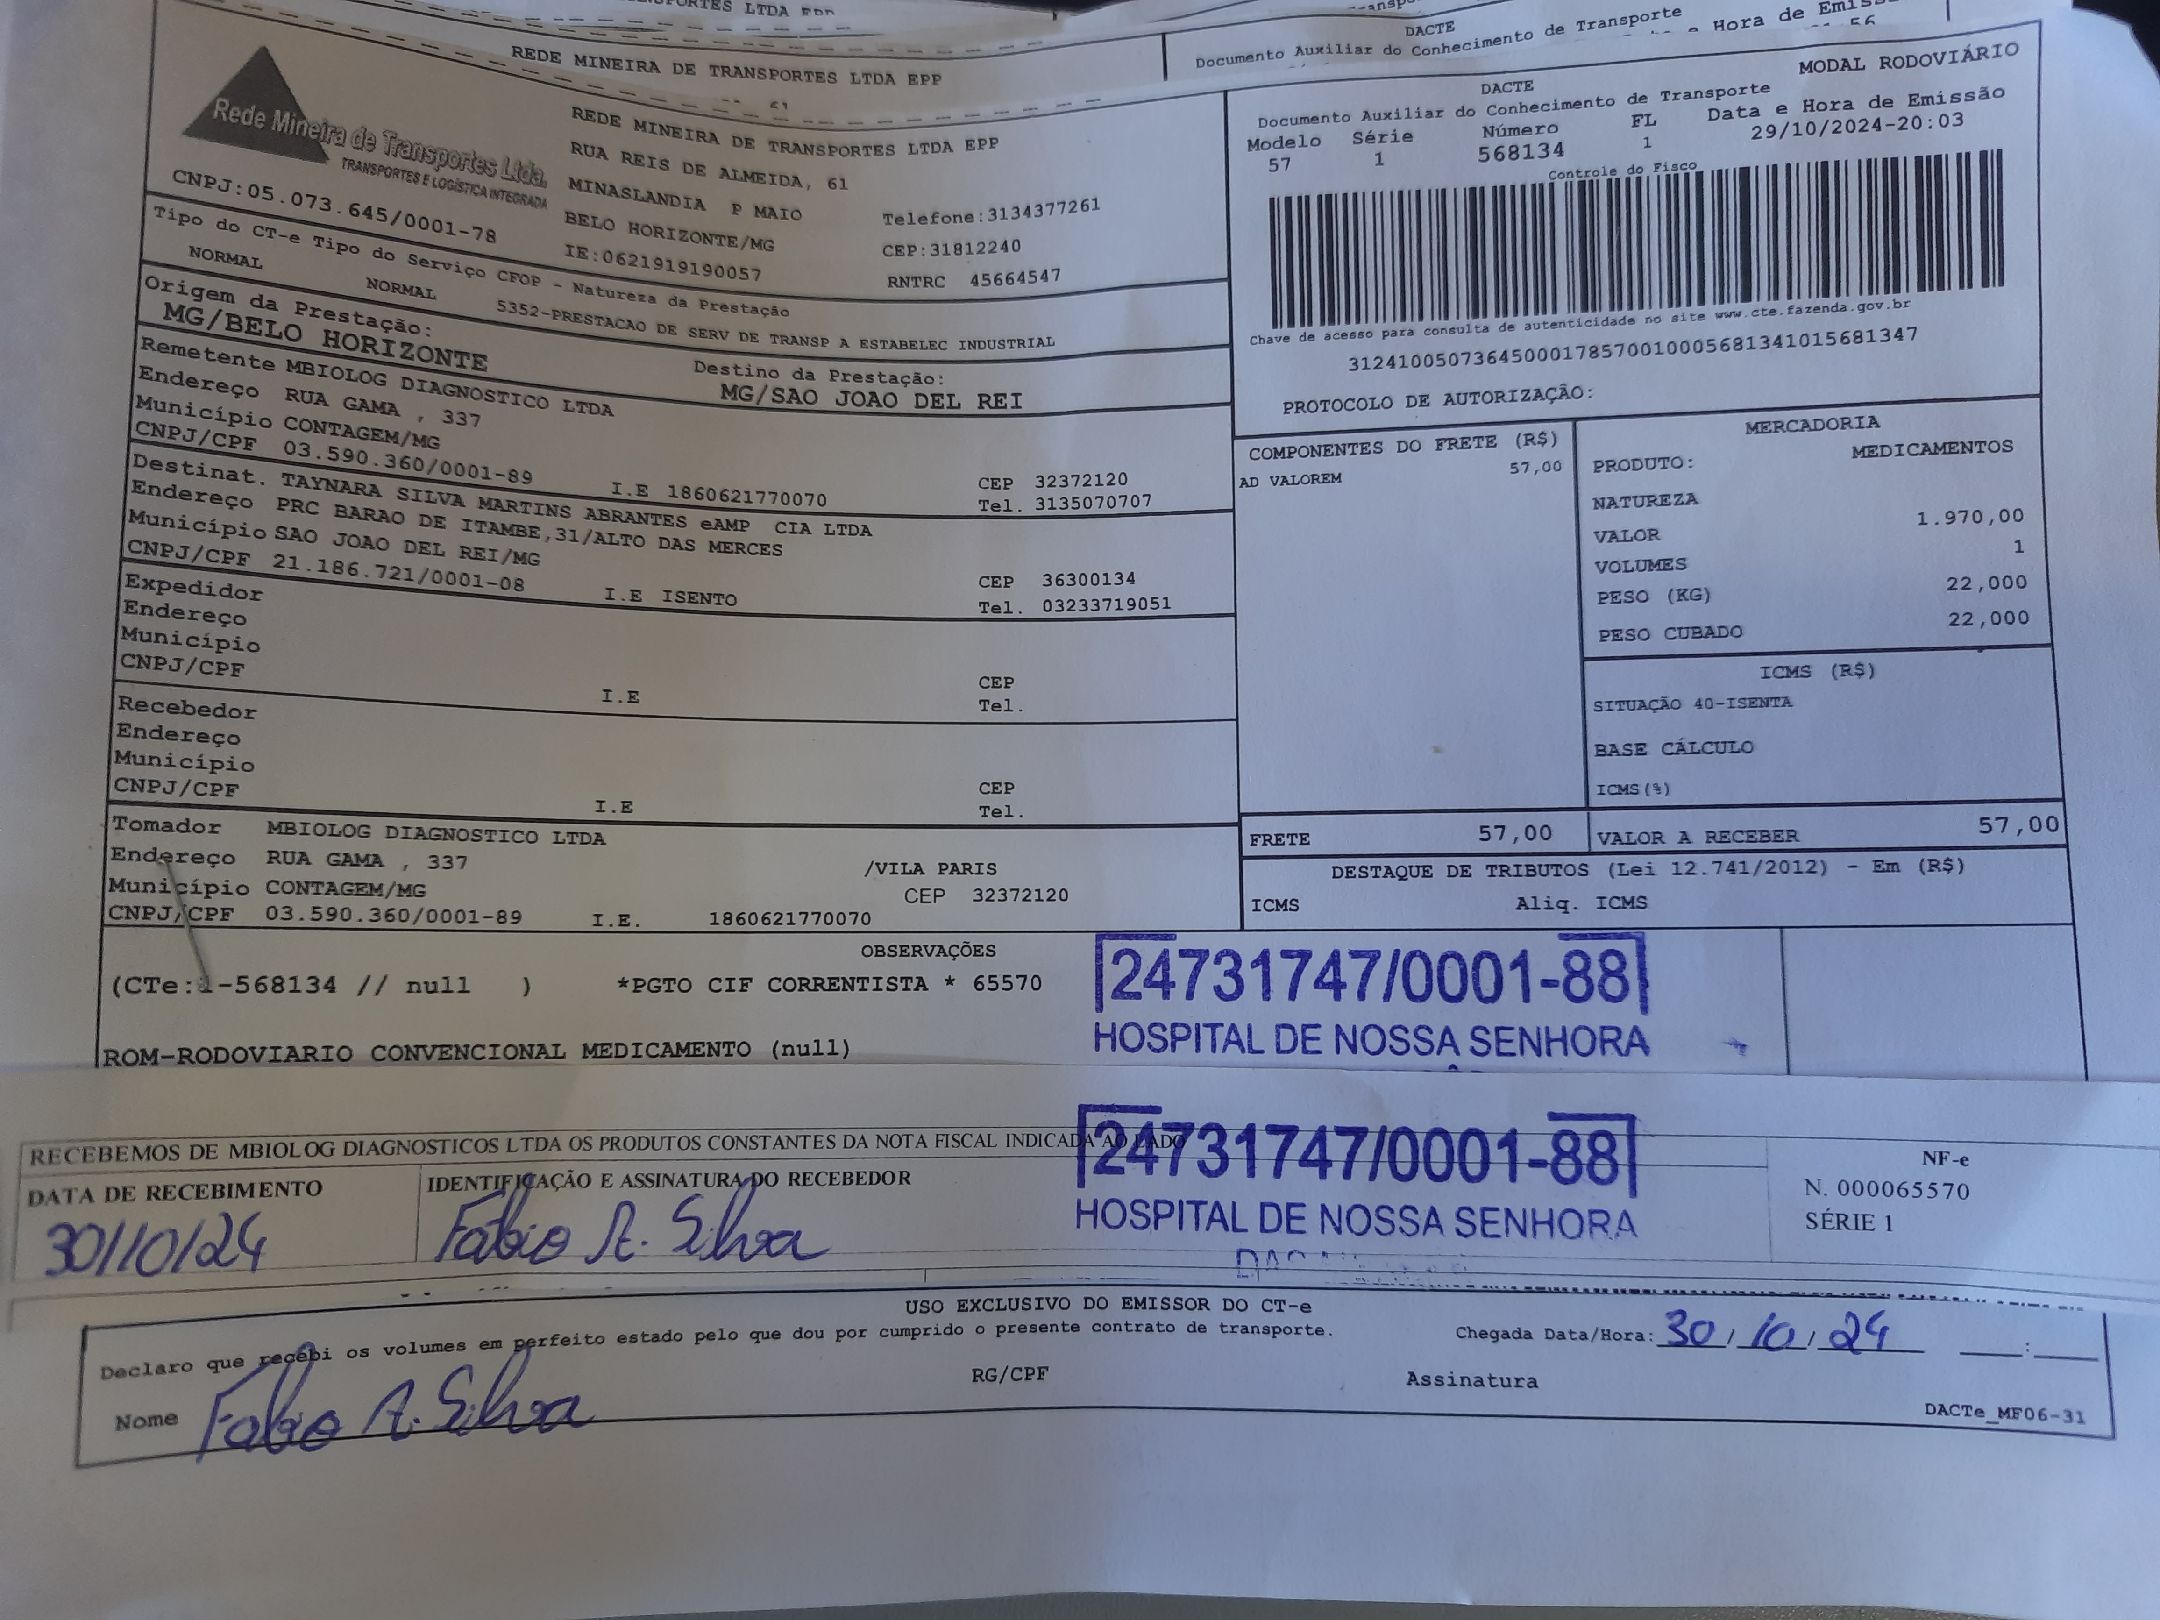 REDE MINEIRA DE TRANSPORTES LTDA EPP
DACTE
Documento Auxiliar do Conhecimento de Transporte
Rede Mineira de Transportes Ltda.
TRANSPORTES E LOGÍSTICA INTEGRADA
CNPJ:05.073.645/0001-78
REDE MINEIRA DE TRANSPORTES LTDA EPP
RUA REIS DE ALMEIDA, 61
MINASLANDIA P MAIO
BELO HORIZONTE/MG
IE:0621919190057
Telefone:3134377261
CEP:31812240
RNTRC 45664547
DACTE
MODAL RODOVIÁRIO
Documento Auxiliar do Conhecimento de Transporte
Modelo Série Número FL Data e Hora de Emissão
57 1 568134 1 29/10/2024-20:03
Controle do Fisco
Chave de acesso para consulta de autenticidade no site www.cte.fazenda.gov.br
31241005073645000178570010005681341015681347
PROTOCOLO DE AUTORIZAÇÃO:
Tipo do CT-e Tipo do Serviço CFOP - Natureza da Prestação
NORMAL NORMAL 5352-PRESTACAO DE SERV DE TRANSP A ESTABELEC INDUSTRIAL
Origem da Prestação: Destino da Prestação:
MG/BELO HORIZONTE MG/SAO JOAO DEL REI
Remetente MBIOLOG DIAGNOSTICO LTDA
Endereço RUA GAMA , 337
Município CONTAGEM/MG CEP 32372120
CNPJ/CPF 03.590.360/0001-89 I.E 1860621770070 Tel. 3135070707
Destinat. TAYNARA SILVA MARTINS ABRANTES eAMP CIA LTDA
Endereço PRC BARAO DE ITAMBE,31/ALTO DAS MERCES
Município SAO JOAO DEL REI/MG CEP 36300134
CNPJ/CPF 21.186.721/0001-08 I.E ISENTO Tel. 03233719051
Expedidor
Endereço
Município CEP
CNPJ/CPF I.E Tel.
Recebedor
Endereço
Município CEP
CNPJ/CPF I.E Tel.
Tomador MBIOLOG DIAGNOSTICO LTDA
Endereço RUA GAMA , 337 /VILA PARIS
Município CONTAGEM/MG CEP 32372120
CNPJ/CPF 03.590.360/0001-89 I.E. 1860621770070
COMPONENTES DO FRETE (R$)
AD VALOREM 57,00
MERCADORIA
PRODUTO: MEDICAMENTOS
NATUREZA
VALOR 1.970,00
VOLUMES 1
PESO (KG) 22,000
PESO CUBADO 22,000
ICMS (R$)
SITUAÇÃO 40-ISENTA
BASE CÁLCULO
ICMS(%)
FRETE 57,00 VALOR A RECEBER 57,00
DESTAQUE DE TRIBUTOS (Lei 12.741/2012) - Em (R$)
ICMS Aliq. ICMS
OBSERVAÇÕES
(CTe:1-568134 // null ) *PGTO CIF CORRENTISTA * 65570
ROM-RODOVIARIO CONVENCIONAL MEDICAMENTO (null)
24731747/0001-88
HOSPITAL DE NOSSA SENHORA
RECEBEMOS DE MBIOLOG DIAGNOSTICOS LTDA OS PRODUTOS CONSTANTES DA NOTA FISCAL INDICADA AO LADO
DATA DE RECEBIMENTO IDENTIFICAÇÃO E ASSINATURA DO RECEBEDOR
30/10/24 Fabio A. Silva
24731747/0001-88
HOSPITAL DE NOSSA SENHORA
NF-e
N. 000065570
SÉRIE 1
USO EXCLUSIVO DO EMISSOR DO CT-e
Declaro que recebi os volumes em perfeito estado pelo que dou por cumprido o presente contrato de transporte.
Chegada Data/Hora: 30/10/24 :
Nome Fabio A. Silva RG/CPF Assinatura
DACTe_MF06-31